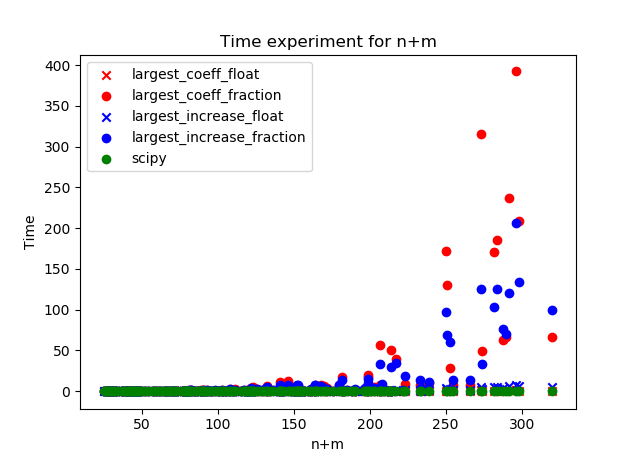 Time experiment for n+m
largest_coeff_float
largest_coeff_fraction
largest_increase_float
largest_increase_fraction
scipy
400
350
300
250
200
150
100
50
0
Time
50 100 150 200 250 300
n+m